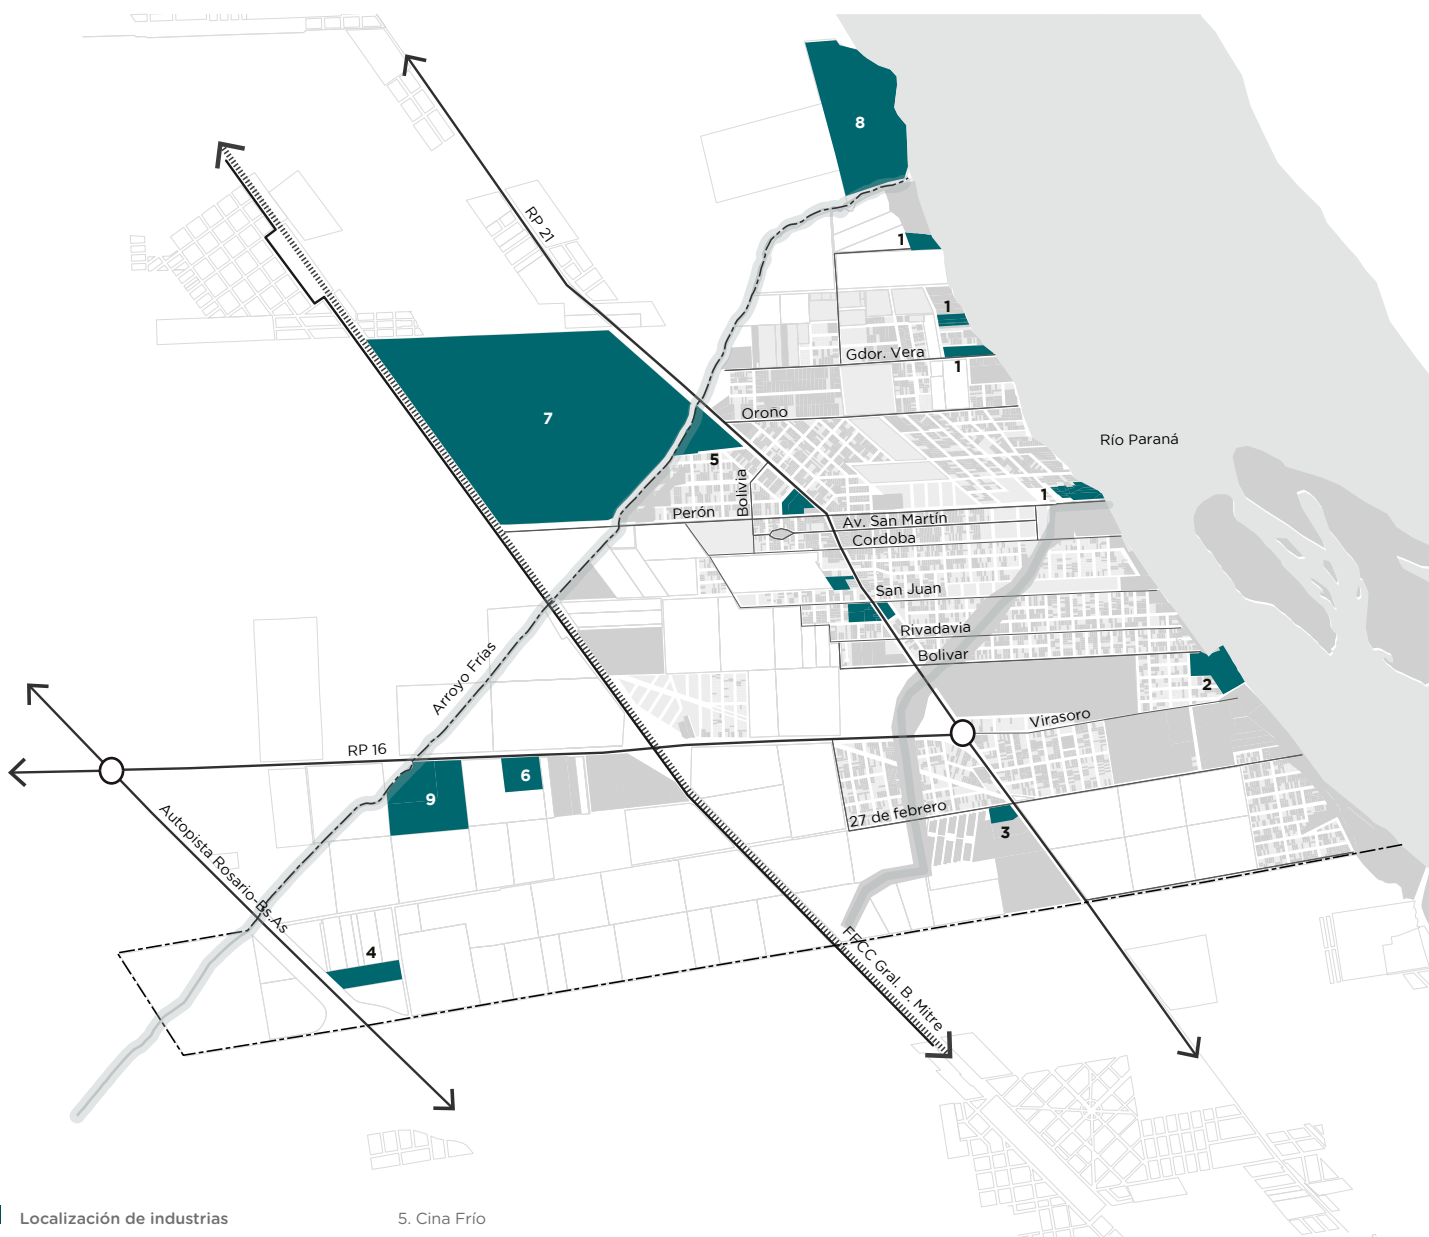 8
RP 21
1
1
Gdor. Vera
1
Oroño
7
Río Paraná
5
Bolivia
1
Perón
Av. San Martín
Cordoba
San Juan
Rivadavia
Arroyo Frías
Bolivar
2
Virasoro
RP 16
6
9
27 de febrero
3
Autopista Rosario-Bs.As
4
FFCC Gral. B. Mitre
Localización de industrias
5. Cina Frío